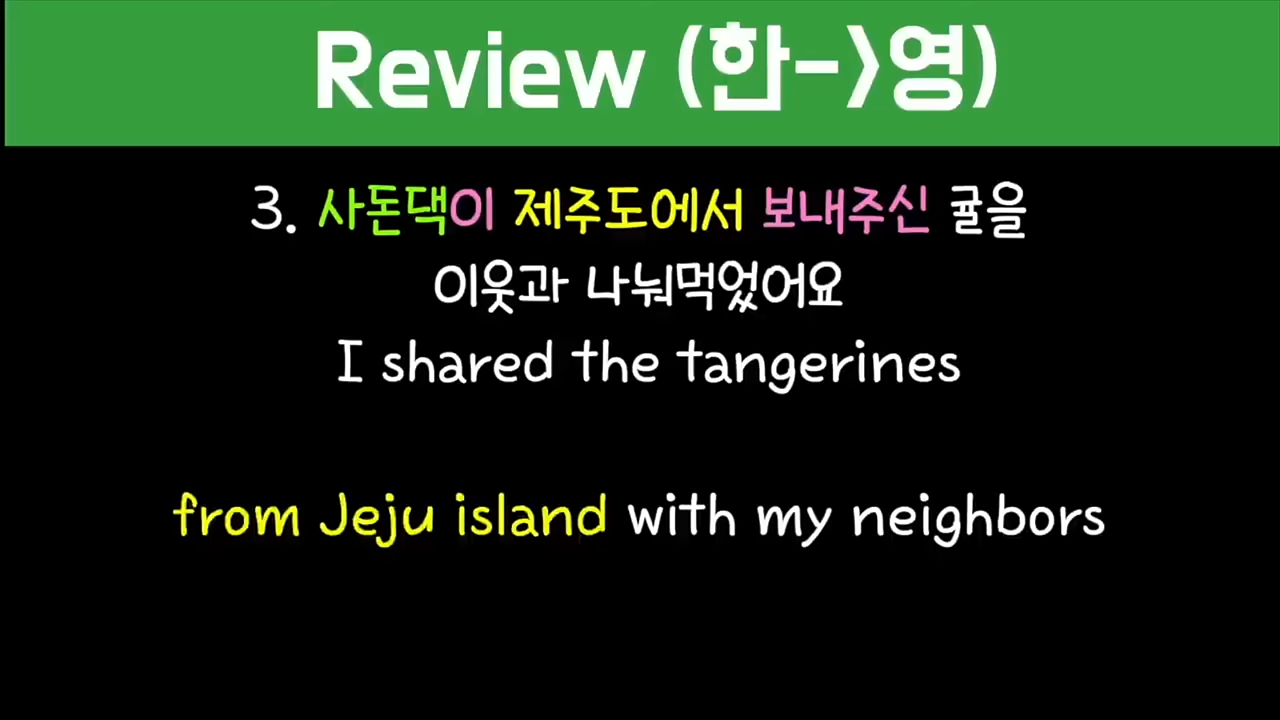 Review (한->영)
3. 사돈댁이 제주도에서 보내주신 귤을
이웃과 나눠먹었어요
I shared the tangerines
from Jeju island with my neighbors